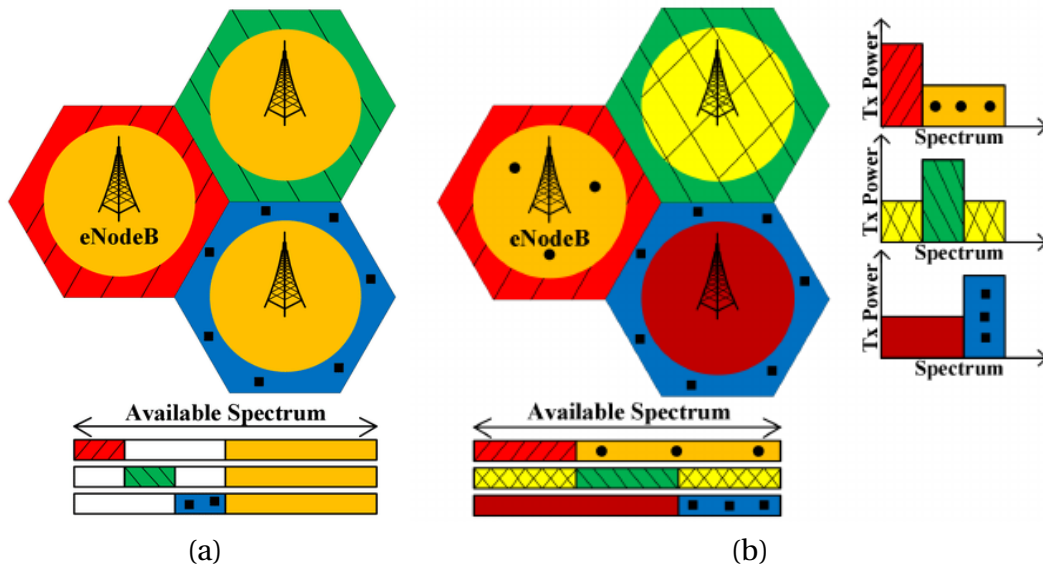 eNodeB
Available Spectrum
(a)
eNodeB
Available Spectrum
(b)
Tx Power
Spectrum
Tx Power
Spectrum
Tx Power
Spectrum